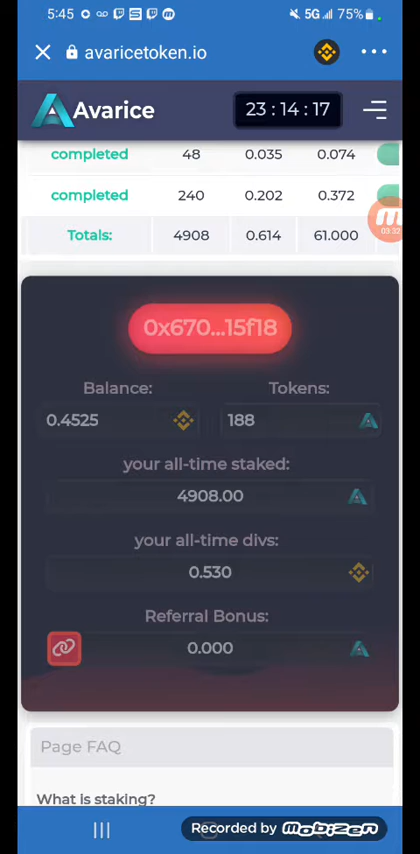 5:45 5G 75%
avaricetoken.io
Avarice 23 : 14 : 17
completed 48 0.035 0.074
completed 240 0.202 0.372
Totals: 4908 0.614 61.000
03:32
0x670...15f18
Balance: Tokens:
0.4525 188
your all-time staked:
4908.00
your all-time divs:
0.530
Referral Bonus:
0.000
Page FAQ
What is staking?
Recorded by mobizen